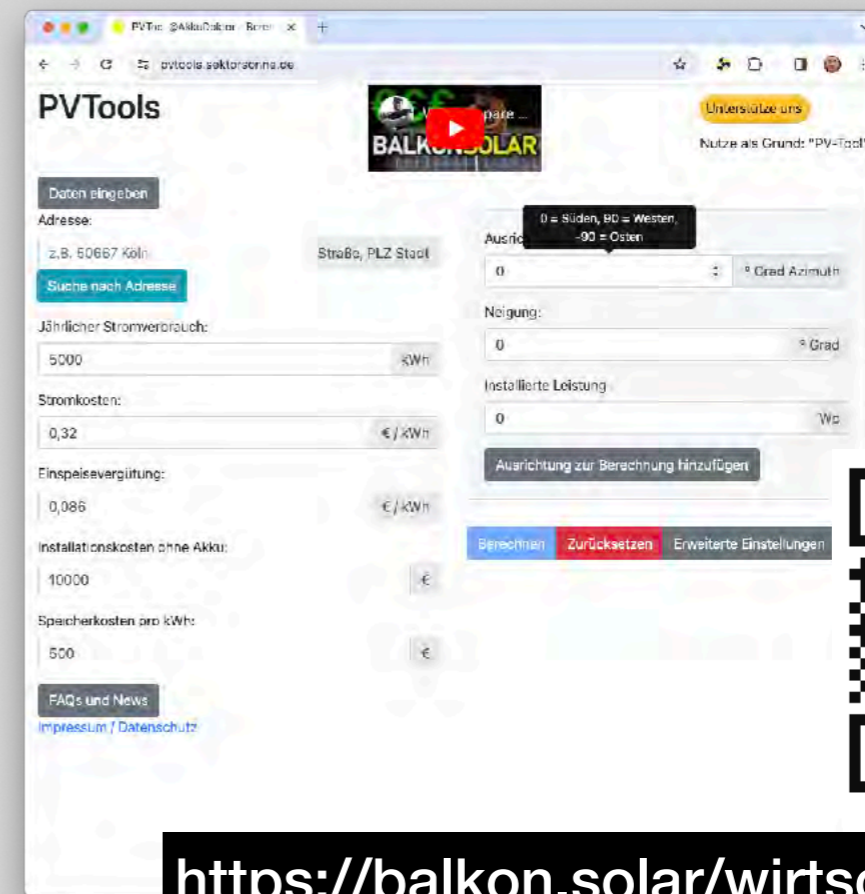 PVTools
Unterstütze uns
BALKONSOLAR
Nutze als Grund: "PV-Tool"
Daten eingeben
Adresse:
z.B. 50667 Köln
Straße, PLZ Stadt
Suche nach Adresse
Jährlicher Stromverbrauch:
5000 kWh
Stromkosten:
0,32 € / kWh
Einspeisevergütung:
0,086 € / kWh
Installationskosten ohne Akku:
10000 €
Speicherkosten pro kWh:
500 €
FAQs und News
Impressum / Datenschutz
0 = Süden, 90 = Westen,
-90 = Osten
0 ° Grad Azimuth
Neigung:
0 ° Grad
Installierte Leistung
0 Wp
Ausrichtung zur Berechnung hinzufügen
Berechnen Zurücksetzen Erweiterte Einstellungen
https://balkon.solar/wirts